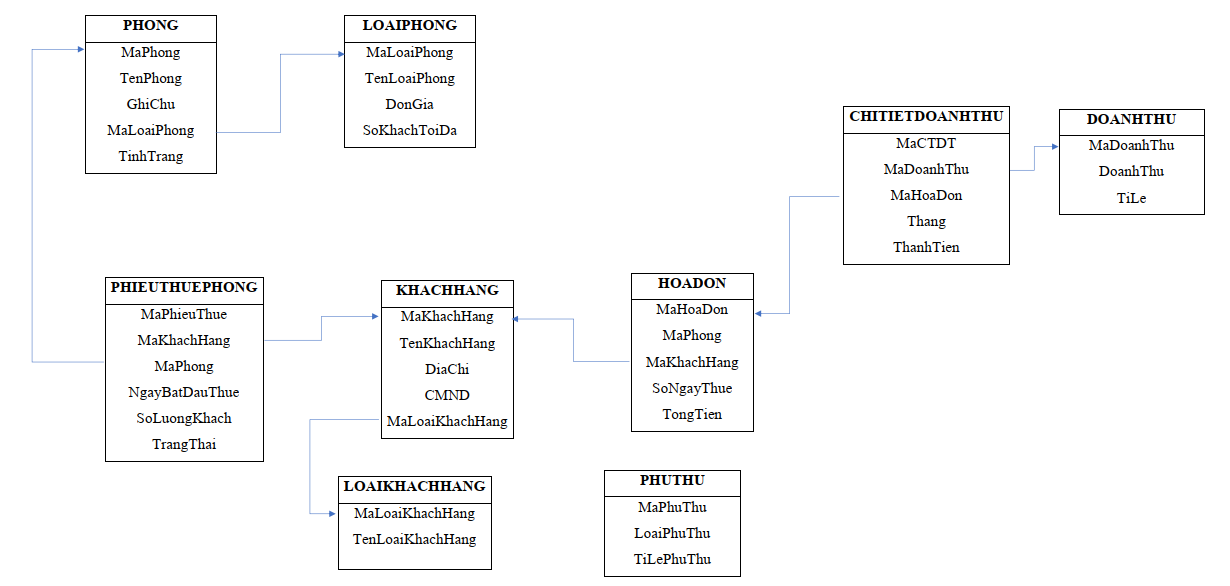 PHONG
MaPhong
TenPhong
GhiChu
MaLoaiPhong
TinhTrang
LOAIPHONG
MaLoaiPhong
TenLoaiPhong
DonGia
SoKhachToiDa
CHITIETDOANHTHU
MaCTDT
MaDoanhThu
MaHoaDon
Thang
ThanhTien
DOANHTHU
MaDoanhThu
DoanhThu
TiLe
PHIEUTHUEPHONG
MaPhieuThue
MaKhachHang
MaPhong
NgayBatDauThue
SoLuongKhach
TrangThai
KHACHHANG
MaKhachHang
TenKhachHang
DiaChi
CMND
MaLoaiKhachHang
HOADON
MaHoaDon
MaPhong
MaKhachHang
SoNgayThue
TongTien
LOAIKHACHHANG
MaLoaiKhachHang
TenLoaiKhachHang
PHUTHU
MaPhuThu
LoaiPhuThu
TiLePhuThu